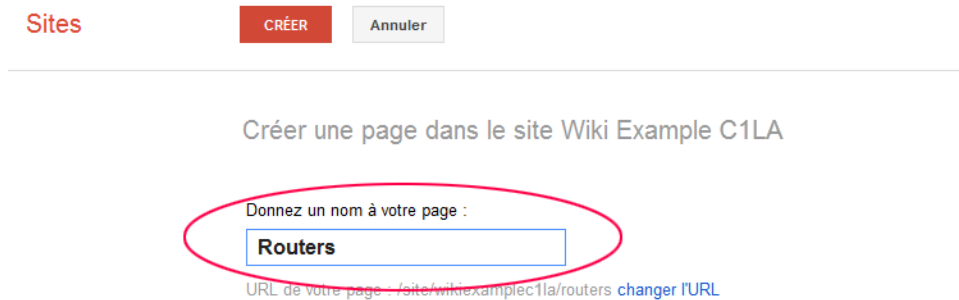 Sites CRÉER Annuler
Créer une page dans le site Wiki Example C1LA
Donnez un nom à votre page :
Routers
URL de votre page : /site/wikiexamplec1la/routers changer l'URL